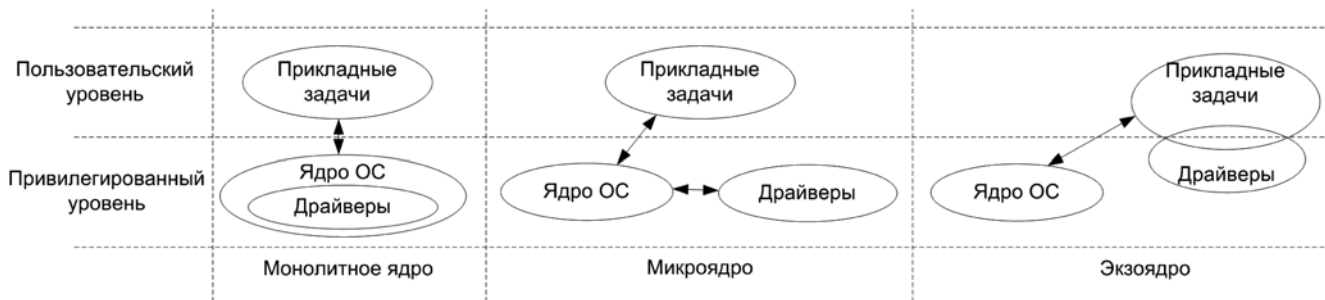 Пользовательский
уровень
Прикладные
задачи
Прикладные
задачи
Прикладные
задачи
Привилегированный
уровень
Ядро ОС
Драйверы
Ядро ОС
Драйверы
Ядро ОС
Драйверы
Монолитное ядро
Микроядро
Экзоядро